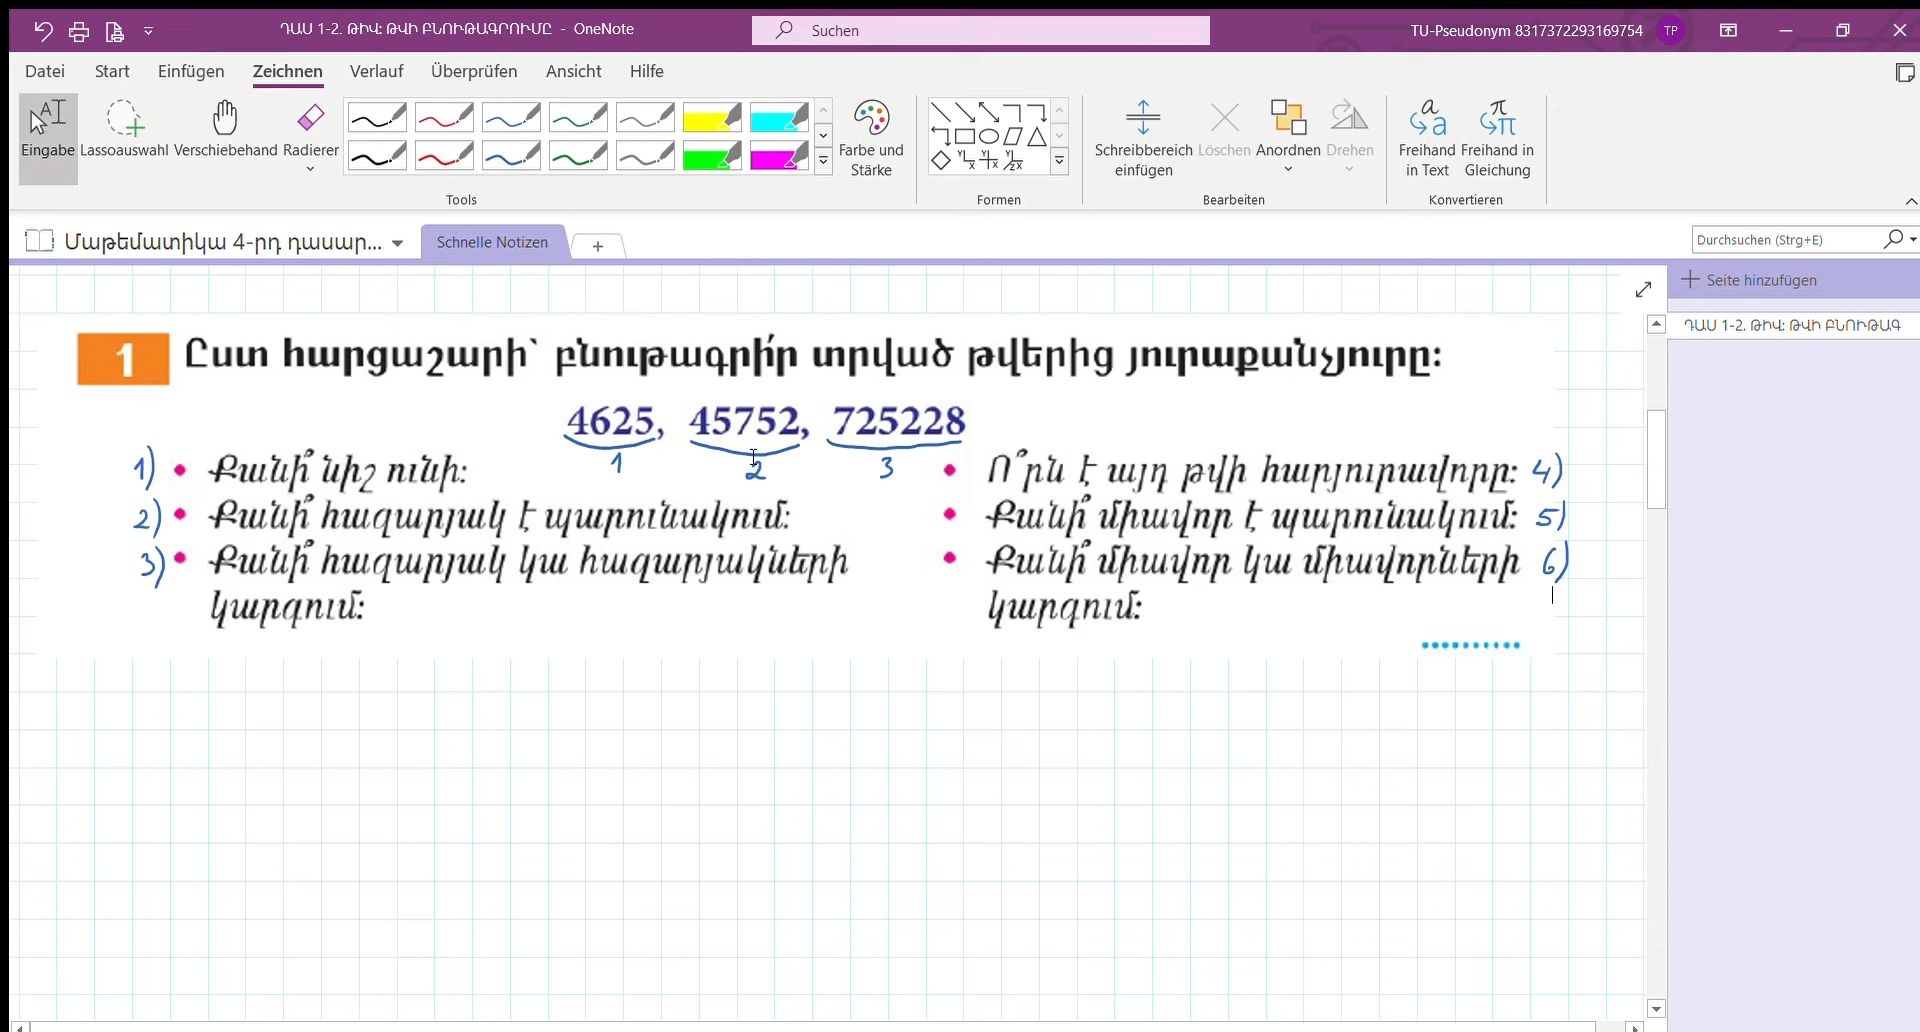 ԴԱՍ 1-2. ԹԻՎ: ԹՎԻ ԲՆՈՒԹԱԳՐՈՒՄԸ - OneNote
Suchen
TU-Pseudonym 8317372293169754
TP
Datei Start Einfügen Zeichnen Verlauf Überprüfen Ansicht Hilfe
Eingabe Lassoauswahl Verschiebehand Radierer
Farbe und Stärke
Schreibbereich einfügen Löschen Anordnen Drehen
Freihand in Text Freihand in Gleichung
Tools Formen Bearbeiten Konvertieren
Մաթեմատիկա 4-րդ դասար... Schnelle Notizen
Durchsuchen (Strg+E)
Seite hinzufügen
ԴԱՍ 1-2. ԹԻՎ: ԹՎԻ ԲՆՈՒԹԱԳ
1 Ըստ հարցաշարի՝ բնութագրի՛ր տրված թվերից յուրաքանչյուրը:
4625, 45752, 725228
1 2 3
1) • Քանի՞ նիշ ունի:
2) • Քանի՞ հազարյակ է պարունակում:
3) • Քանի՞ հազարյակ կա հազարյակների
կարգում:
• Ո՞րն է այդ թվի հարյուրավորը: 4)
• Քանի՞ միավոր է պարունակում: 5)
• Քանի՞ միավոր կա միավորների 6)
կարգում: